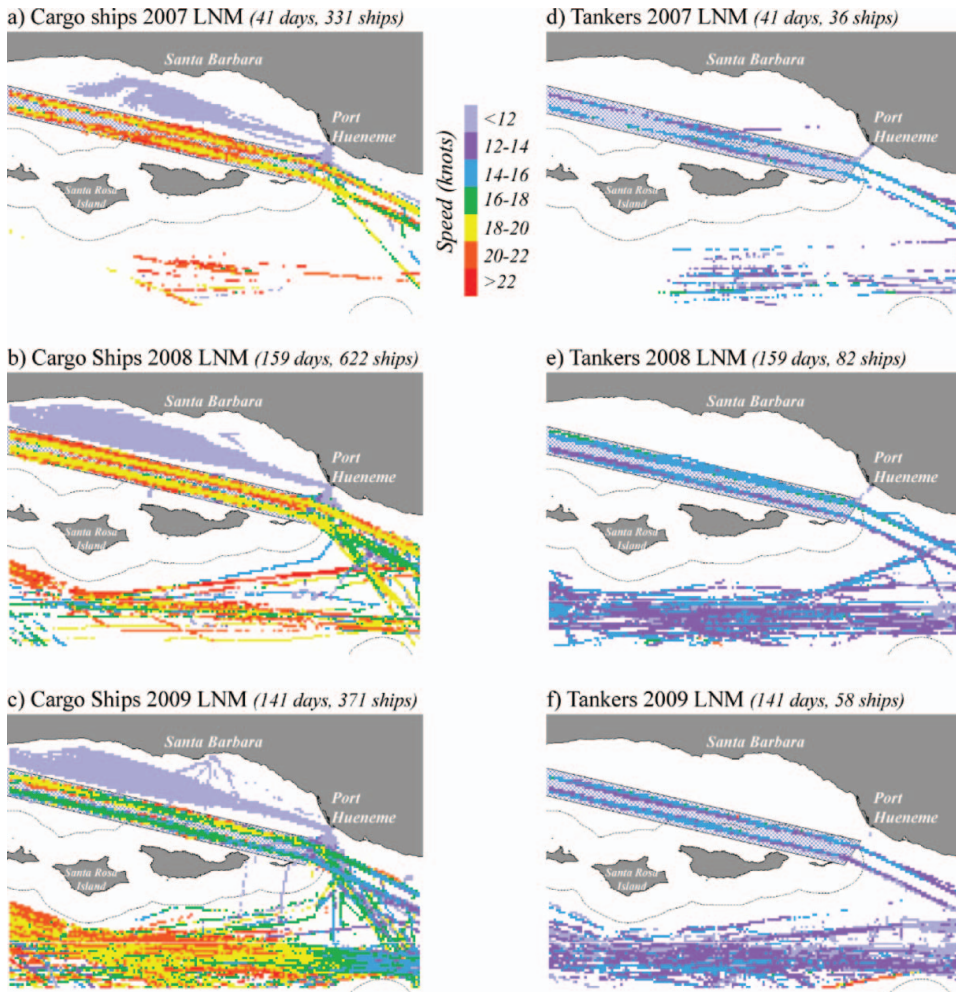 a) Cargo ships 2007 LNM (41 days, 331 ships)
Santa Barbara
Port
Hueneme
Santa Rosa
Island
Speed (knots)
<12
12-14
14-16
16-18
18-20
20-22
>22
d) Tankers 2007 LNM (41 days, 36 ships)
Santa Barbara
Port
Hueneme
Santa Rosa
Island
b) Cargo Ships 2008 LNM (159 days, 622 ships)
Santa Barbara
Port
Hueneme
Santa Rosa
Island
e) Tankers 2008 LNM (159 days, 82 ships)
Santa Barbara
Port
Hueneme
Santa Rosa
Island
c) Cargo Ships 2009 LNM (141 days, 371 ships)
Santa Barbara
Port
Hueneme
Santa Rosa
Island
f) Tankers 2009 LNM (141 days, 58 ships)
Santa Barbara
Port
Hueneme
Santa Rosa
Island